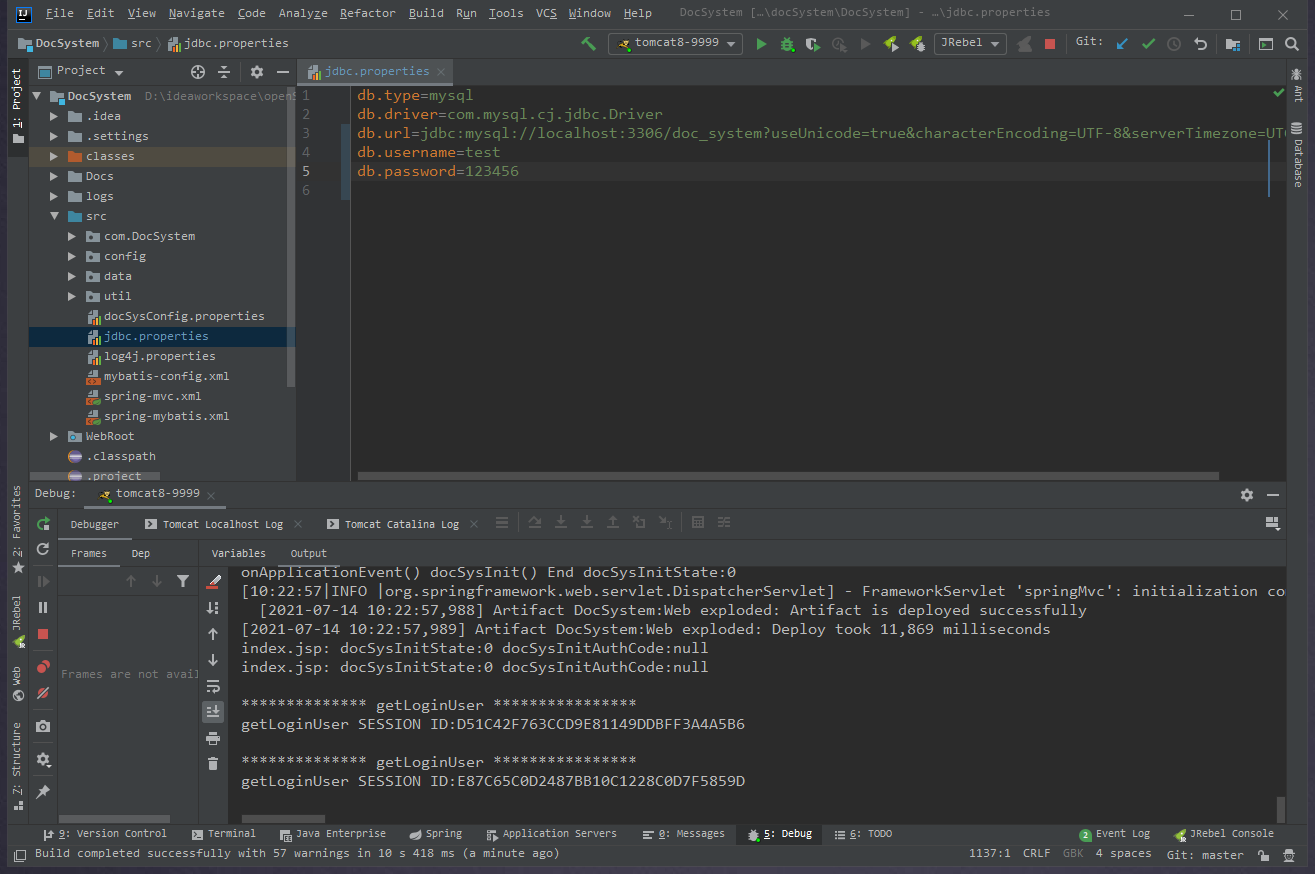 File Edit View Navigate Code Analyze Refactor Build Run Tools VCS Window Help DocSystem […\docSystem\DocSystem] - …\jdbc.properties
DocSystem src jdbc.properties tomcat8-9999 JRebel Git:
1: Project
Project
jdbc.properties
DocSystem D:\ideaworkspace\open
.idea
.settings
classes
Docs
logs
src
com.DocSystem
config
data
util
docSysConfig.properties
jdbc.properties
log4j.properties
mybatis-config.xml
spring-mvc.xml
spring-mybatis.xml
WebRoot
.classpath
.project
1 db.type=mysql
2 db.driver=com.mysql.cj.jdbc.Driver
3 db.url=jdbc:mysql://localhost:3306/doc_system?useUnicode=true&characterEncoding=UTF-8&serverTimezone=UTC
4 db.username=test
5 db.password=123456
6
Ant
Database
2: Favorites
JRebel
Web
Z: Structure
Debug: tomcat8-9999
Debugger Tomcat Localhost Log Tomcat Catalina Log
Frames Dep Variables Output
Frames are not avail
onApplicationEvent() docSysInit() End docSysInitState:0
[10:22:57|INFO |org.springframework.web.servlet.DispatcherServlet] - FrameworkServlet 'springMvc': initialization co
[2021-07-14 10:22:57,988] Artifact DocSystem:Web exploded: Artifact is deployed successfully
[2021-07-14 10:22:57,989] Artifact DocSystem:Web exploded: Deploy took 11,869 milliseconds
index.jsp: docSysInitState:0 docSysInitAuthCode:null
index.jsp: docSysInitState:0 docSysInitAuthCode:null
************** getLoginUser ****************
getLoginUser SESSION ID:D51C42F763CCD9E81149DDBFF3A4A5B6
************** getLoginUser ****************
getLoginUser SESSION ID:E87C65C0D2487BB10C1228C0D7F5859D
9: Version Control Terminal Java Enterprise Spring Application Servers 0: Messages 5: Debug 6: TODO 2 Event Log JRebel Console
Build completed successfully with 57 warnings in 10 s 418 ms (a minute ago) 1137:1 CRLF GBK 4 spaces Git: master